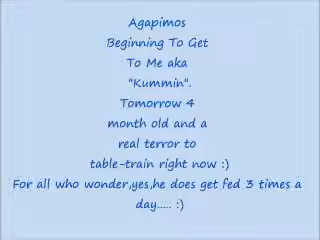 Agapimos
Beginning To Get
To Me aka
"Kummin".
Tomorrow 4
month old and a
real terror to
table-train right now :)
For all who wonder,yes,he does get fed 3 times a
day..... :)